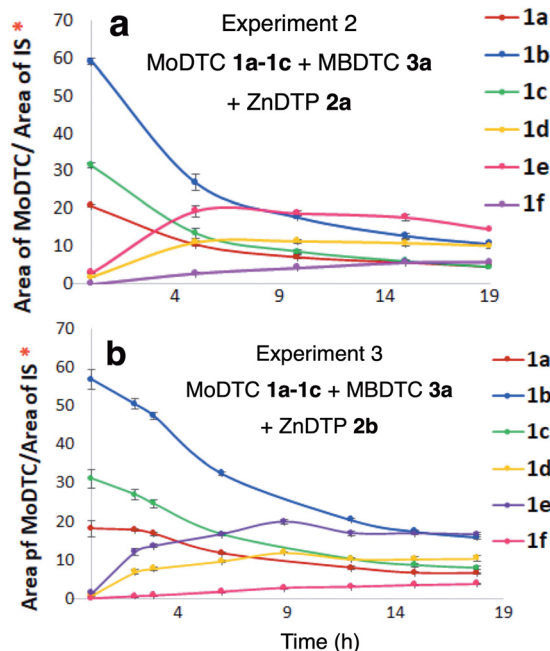 a
Experiment 2
MoDTC 1a-1c + MBDTC 3a
+ ZnDTP 2a
Area of MoDTC/ Area of IS *
70
60
50
40
30
20
10
0
4
9
14
19
1a
1b
1c
1d
1e
1f
b
Experiment 3
MoDTC 1a-1c + MBDTC 3a
+ ZnDTP 2b
Area pf MoDTC/Area of IS *
70
60
50
40
30
20
10
0
4
9
14
19
Time (h)
1a
1b
1c
1d
1e
1f